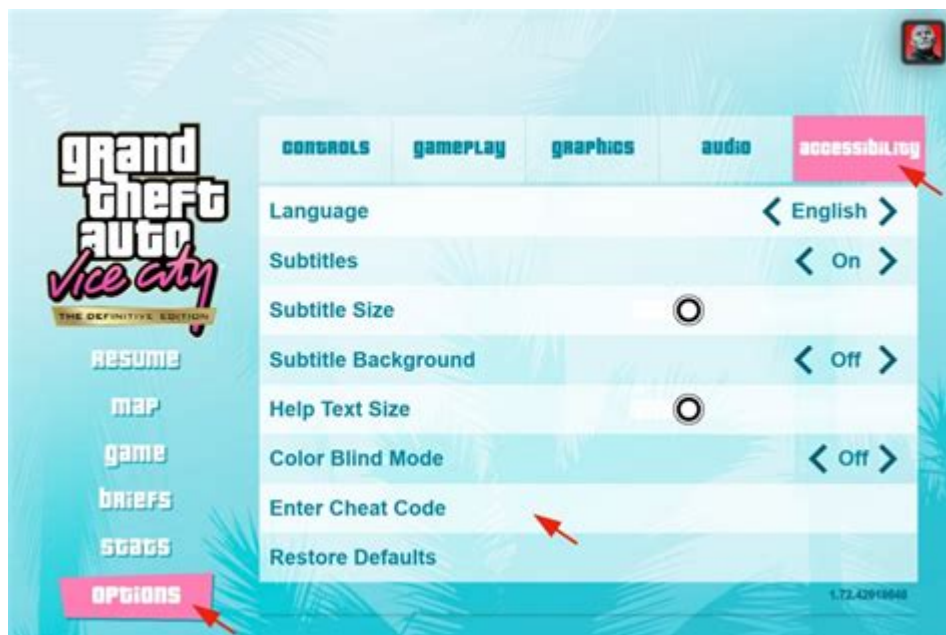 grand
theft
auto
vice city
THE DEFINITIVE EDITION
RESUME
map
game
BRIEFS
STATS
OPTIONS
CONTROLS gameplay graphics audio accessibility
Language English
Subtitles On
Subtitle Size
Subtitle Background Off
Help Text Size
Color Blind Mode Off
Enter Cheat Code
Restore Defaults